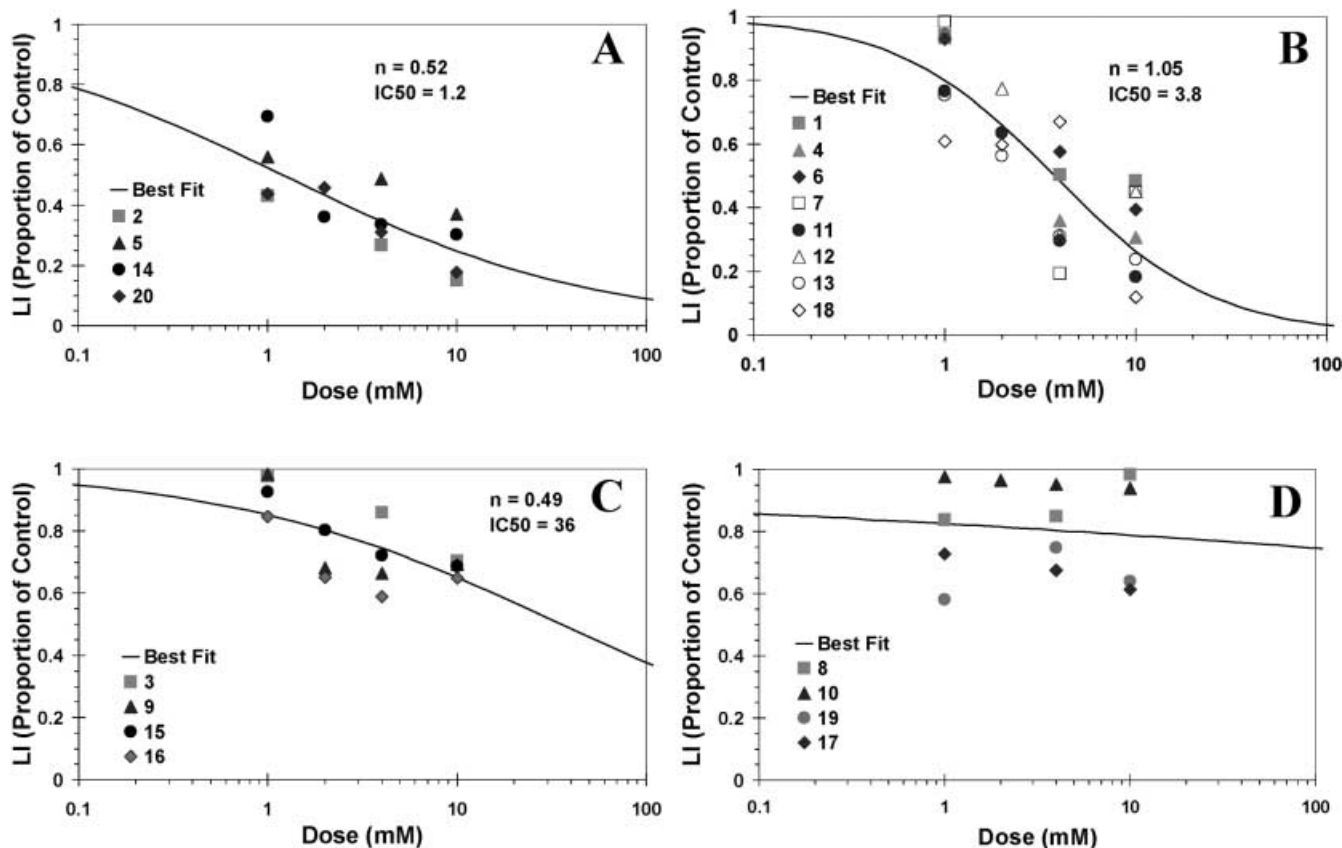 A
n = 0.52
IC50 = 1.2
LI (Proportion of Control)
1
0.8
0.6
0.4
0.2
0
Best Fit
2
5
14
20
0.1
1
10
100
Dose (mM)
B
n = 1.05
IC50 = 3.8
LI (Proportion of Control)
1
0.8
0.6
0.4
0.2
0
Best Fit
1
4
6
7
11
12
13
18
0.1
1
10
100
Dose (mM)
C
n = 0.49
IC50 = 36
LI (Proportion of Control)
1
0.8
0.6
0.4
0.2
0
Best Fit
3
9
15
16
0.1
1
10
100
Dose (mM)
D
LI (Proportion of Control)
1
0.8
0.6
0.4
0.2
0
Best Fit
8
10
19
17
0.1
1
10
100
Dose (mM)